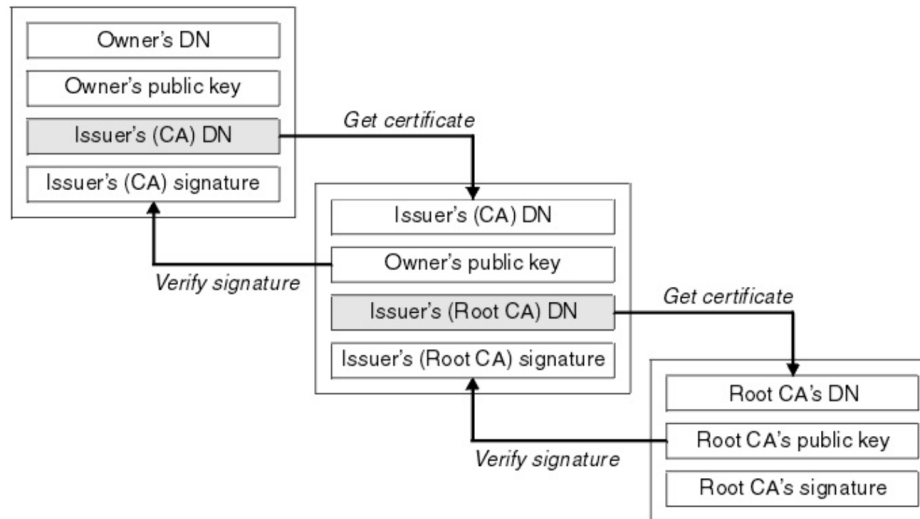 Owner's DN
Owner's public key
Issuer's (CA) DN
Issuer's (CA) signature
Get certificate
Verify signature
Issuer's (CA) DN
Owner's public key
Issuer's (Root CA) DN
Issuer's (Root CA) signature
Get certificate
Verify signature
Root CA's DN
Root CA's public key
Root CA's signature